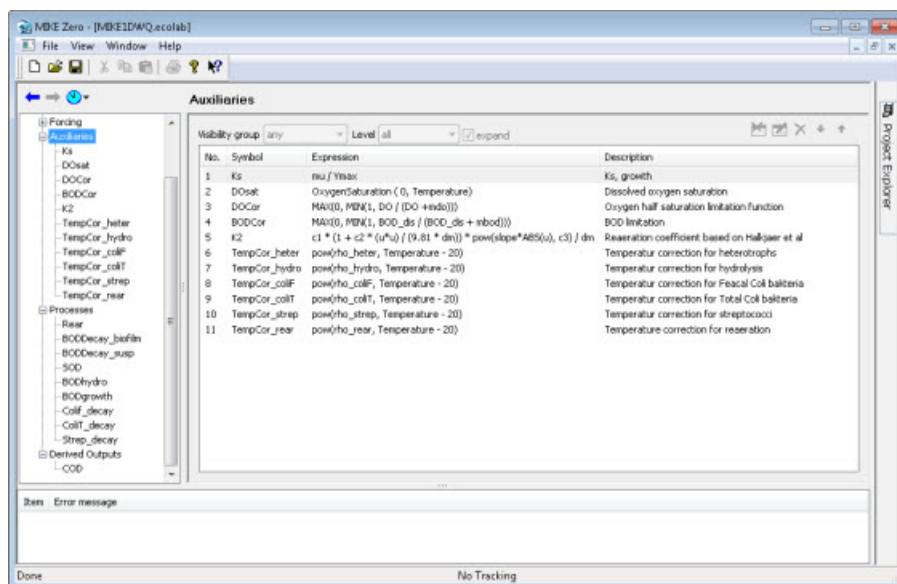 MIKE Zero - [MIKE1DWQ.ecolab]
File View Window Help
Auxiliaries
Forcing
Auxiliaries
Ks
DOsat
DOCor
BODCor
K2
TempCor_heter
TempCor_hydro
TempCor_coliF
TempCor_coliT
TempCor_strep
TempCor_rear
Processes
Rear
BODDecay_biofilm
BODDecay_susp
SOD
BODhydro
BODgrowth
Colif_decay
ColiT_decay
Strep_decay
Derived Outputs
COD
Visibility group any Level all expand
No. Symbol Expression Description
1 Ks mu / Ymax Ks, growth
2 DOsat OxygenSaturation ( 0, Temperature) Dissolved oxygen saturation
3 DOCor MAX(0, MIN(1, DO / (DO +mdo))) Oxygen half saturation limitation function
4 BODCor MAX(0, MIN(1, BOD_dis / (BOD_dis + mbod))) BOD limitation
5 K2 c1 * (1 + c2 * (u*u) / (9.81 * dm)) * pow(slope*ABS(u), c3) / dm Reaeration coefficient based on Halkjaer et al
6 TempCor_heter pow(rho_heter, Temperature - 20) Temperatur correction for heterotrophs
7 TempCor_hydro pow(rho_hydro, Temperature - 20) Temperatur correction for hydrolysis
8 TempCor_coliF pow(rho_coliF, Temperature - 20) Temperatur correction for Feacal Coli bakteria
9 TempCor_coliT pow(rho_coliT, Temperature - 20) Temperatur correction for Total Coli bakteria
10 TempCor_strep pow(rho_strep, Temperature - 20) Temperatur correction for streptococci
11 TempCor_rear pow(rho_rear, Temperature - 20) Temperature correction for reaeration
Project Explorer
Item Error message
Done No Tracking